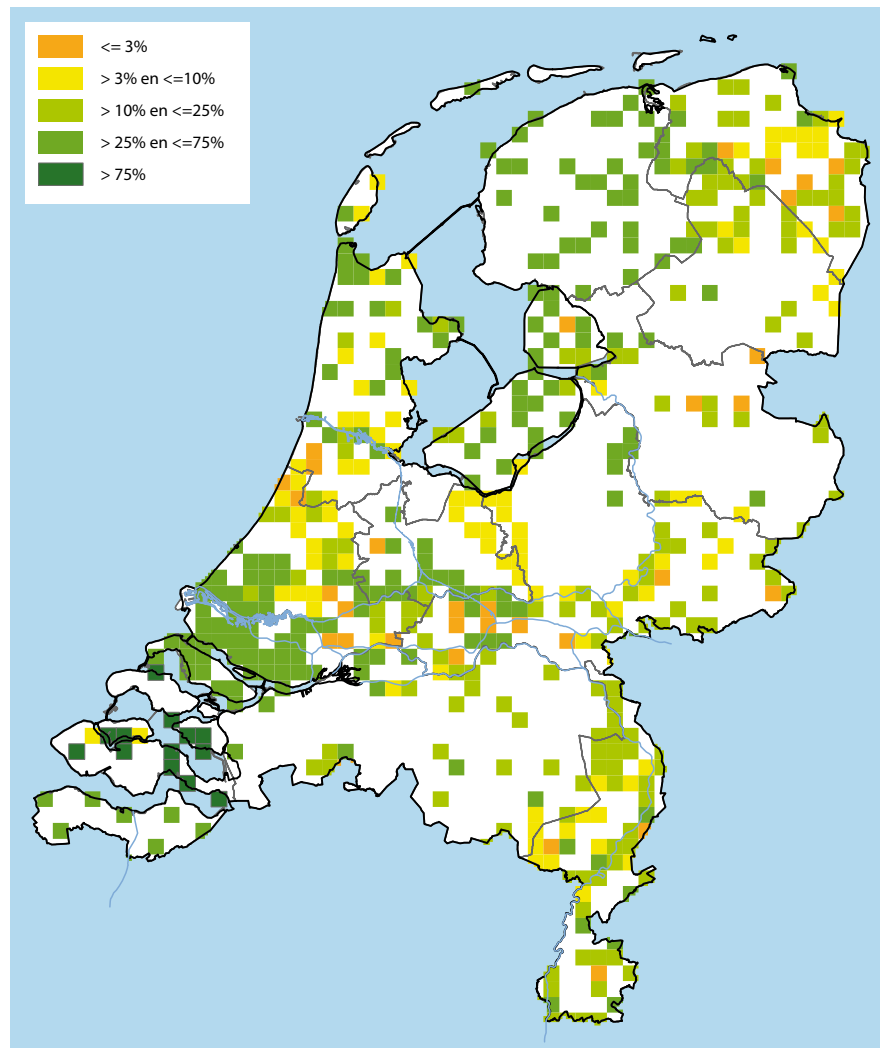 <= 3%
> 3% en <=10%
> 10% en <=25%
> 25% en <=75%
> 75%